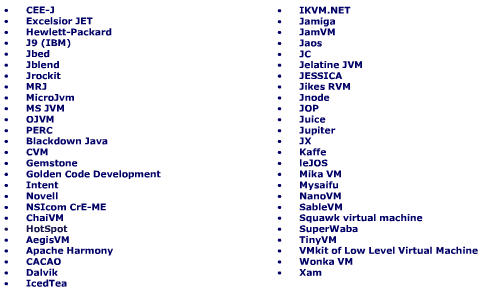 CEE-J
Excelsior JET
Hewlett-Packard
J9 (IBM)
Jbed
Jblend
Jrockit
MRJ
MicroJvm
MS JVM
OJVM
PERC
Blackdown Java
CVM
Gemstone
Golden Code Development
Intent
Novell
NSIcom CrE-ME
ChaiVM
HotSpot
AegisVM
Apache Harmony
CACAO
Dalvik
IcedTea
IKVM.NET
Jamiga
JamVM
Jaos
JC
Jelatine JVM
JESSICA
Jikes RVM
Jnode
JOP
Juice
Jupiter
JX
Kaffe
leJOS
Mika VM
Mysaifu
NanoVM
SableVM
Squawk virtual machine
SuperWaba
TinyVM
VMkit of Low Level Virtual Machine
Wonka VM
Xam